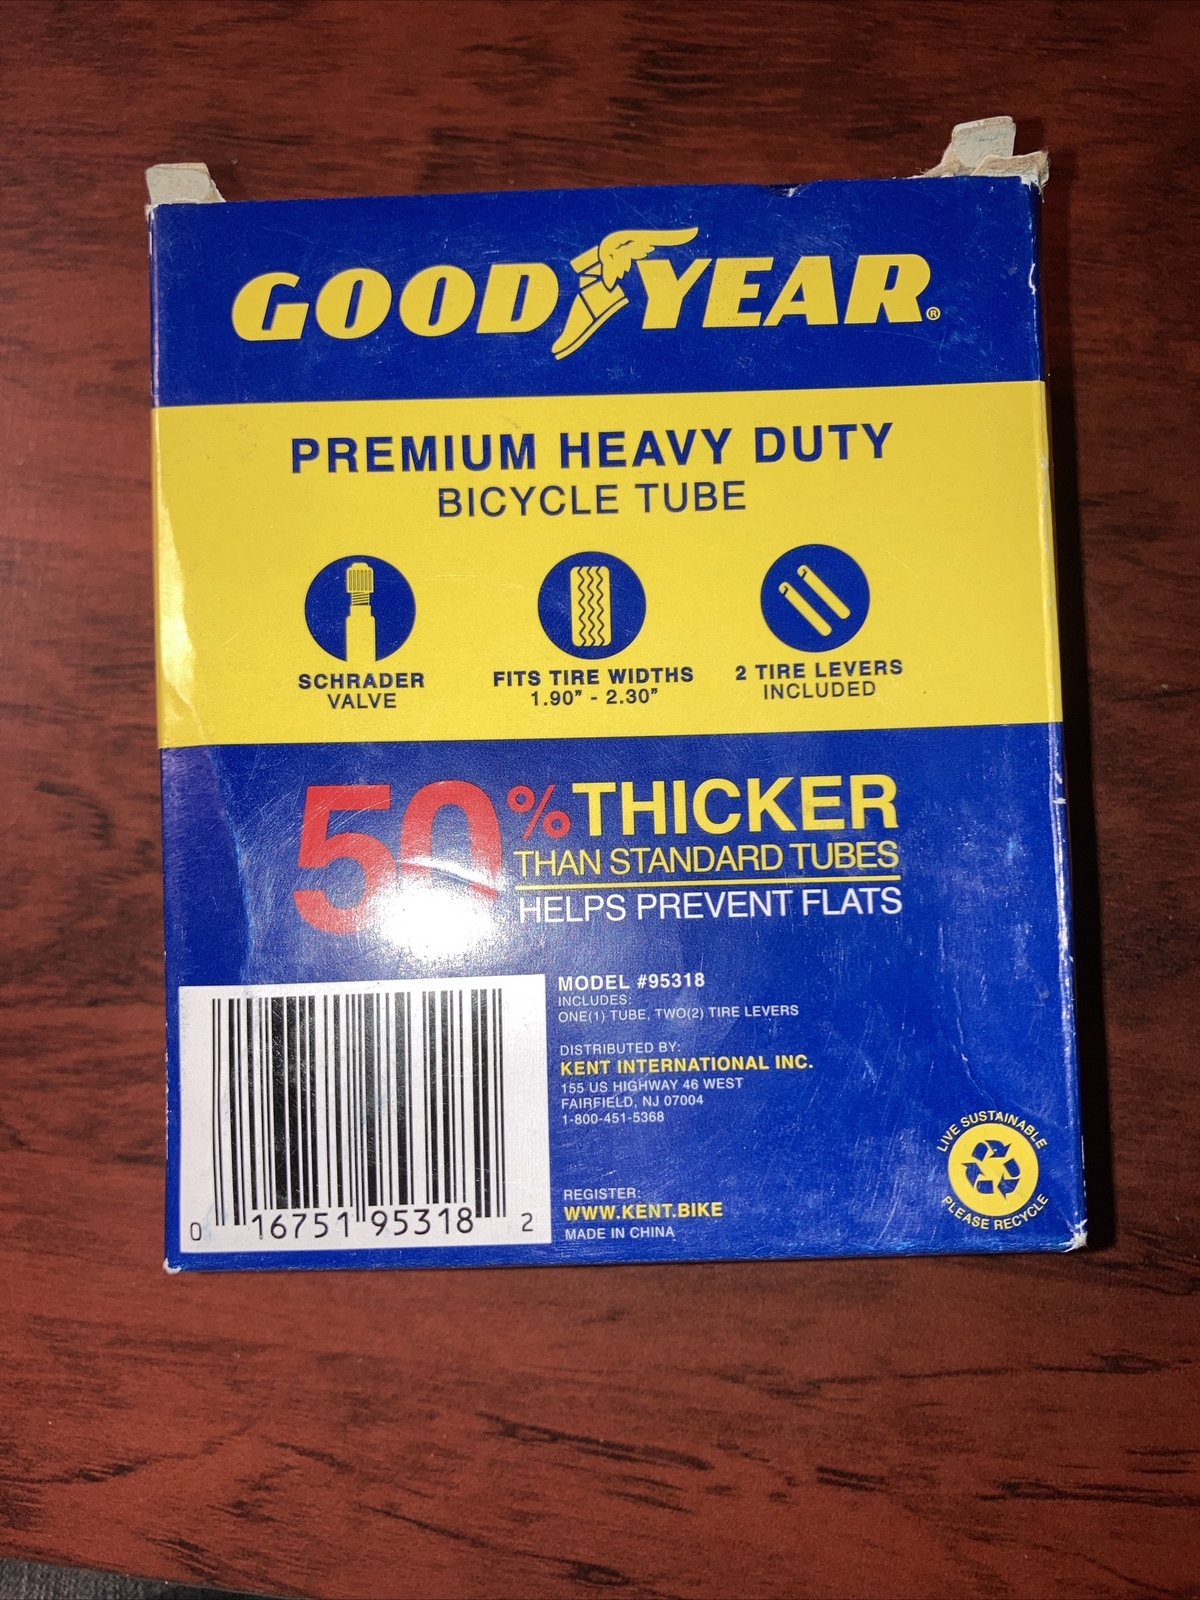 GOODYEAR®
PREMIUM HEAVY DUTY
BICYCLE TUBE
SCHRADER
VALVE
FITS TIRE WIDTHS
1.90” - 2.30”
2 TIRE LEVERS
INCLUDED
50% THICKER
THAN STANDARD TUBES
HELPS PREVENT FLATS
MODEL #95318
INCLUDES:
ONE(1) TUBE, TWO(2) TIRE LEVERS
DISTRIBUTED BY:
KENT INTERNATIONAL INC.
155 US HIGHWAY 46 WEST
FAIRFIELD, NJ 07004
1-800-451-5368
REGISTER:
WWW.KENT.BIKE
MADE IN CHINA
0 16751 95318 2
LIVE SUSTAINABLE
PLEASE RECYCLE